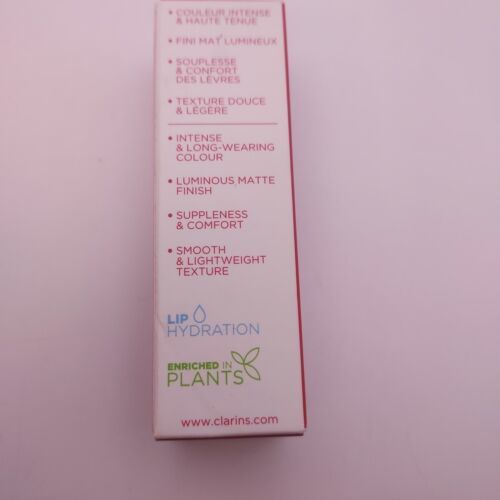 • COULEUR INTENSE
& HAUTE TENUE
• FINI MAT LUMINEUX
• SOUPLESSE
& CONFORT
DES LÈVRES
• TEXTURE DOUCE
& LÉGÈRE
• INTENSE
& LONG-WEARING
COLOUR
• LUMINOUS MATTE
FINISH
• SUPPLENESS
& COMFORT
• SMOOTH
& LIGHTWEIGHT
TEXTURE
LIP
HYDRATION
ENRICHED IN
PLANTS
www.clarins.com